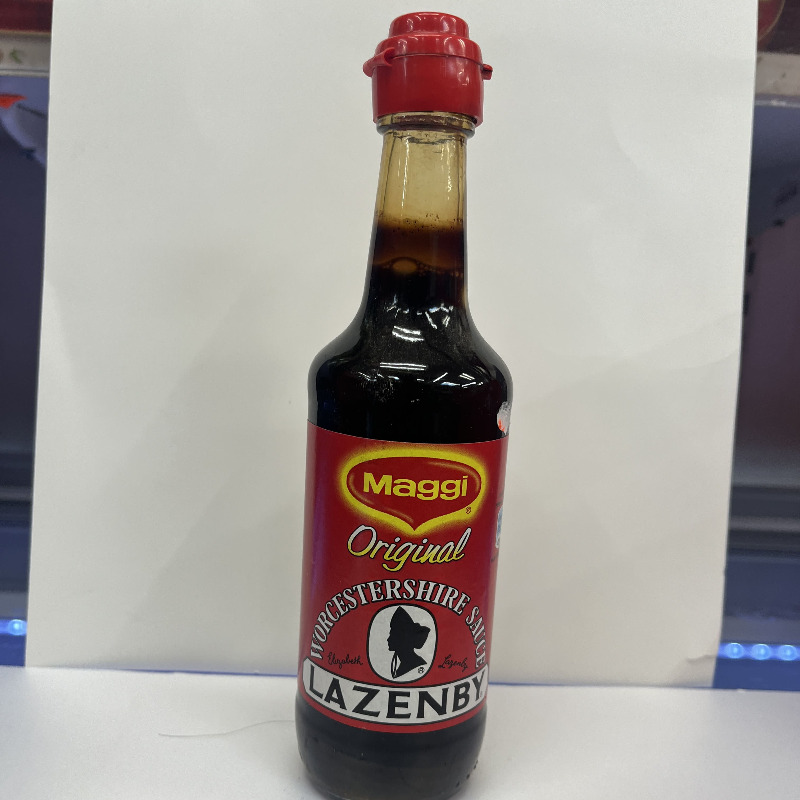 Maggi
®
Original
WORCESTERSHIRE SAUCE
Elizabeth Lazenby
®
LAZENBY